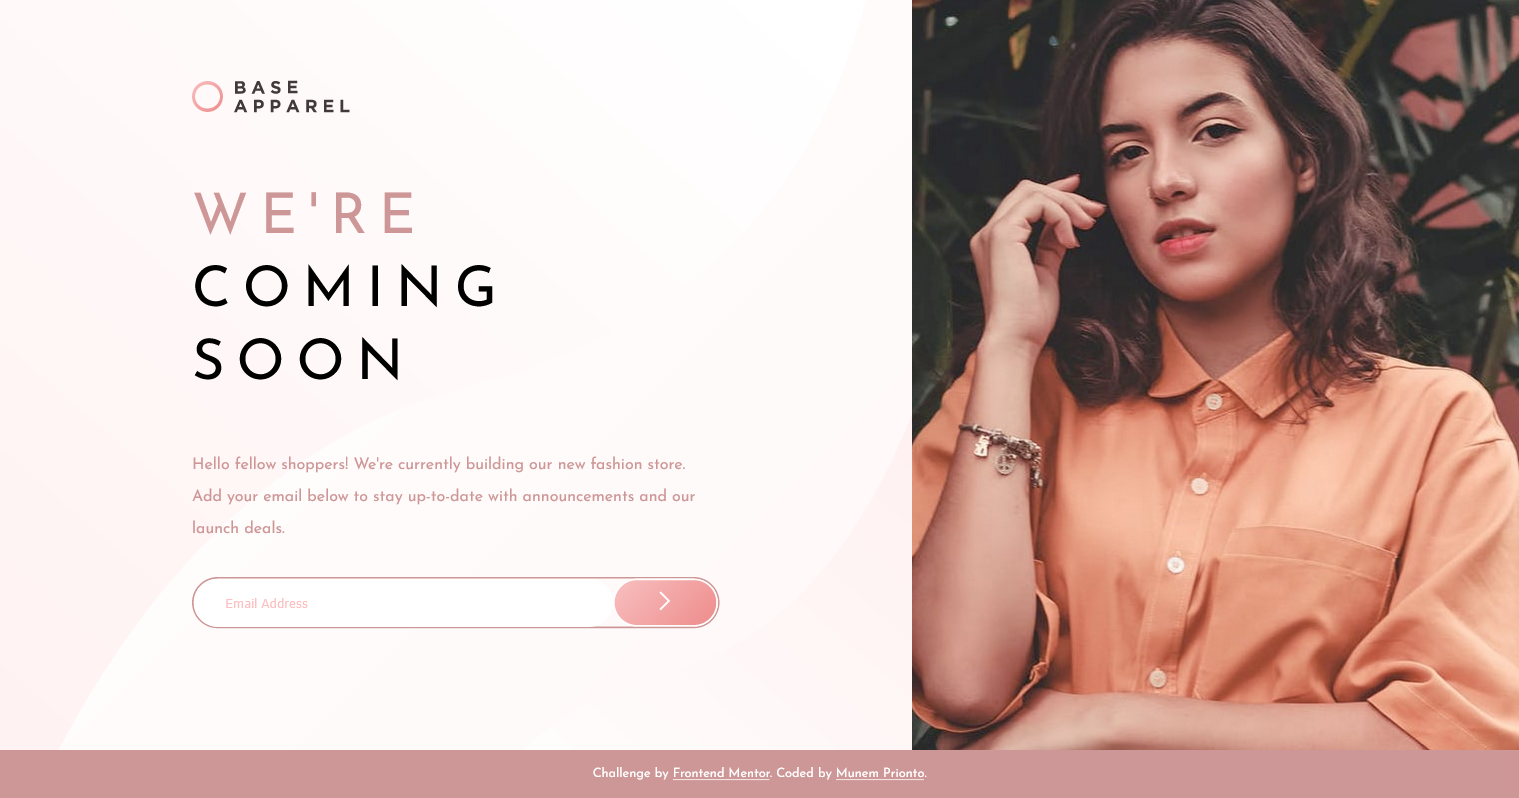 BASE
APPAREL
WE'RE
COMING
SOON
Hello fellow shoppers! We're currently building our new fashion store.
Add your email below to stay up-to-date with announcements and our
launch deals.
Email Address
Challenge by Frontend Mentor. Coded by Munem Prionto.